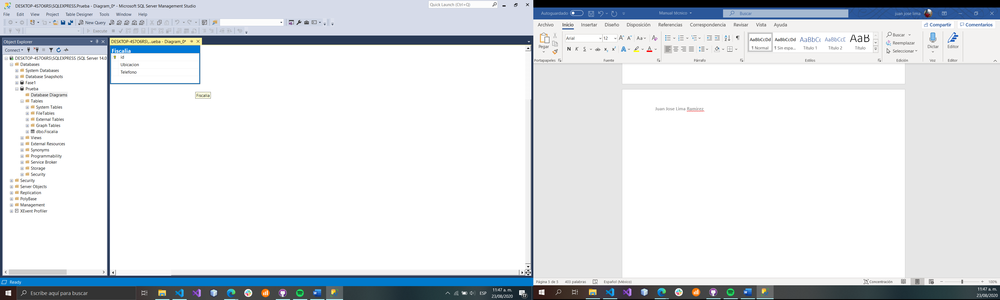 DESKTOP-4S7O6RS\SQLEXPRESS.Prueba - Diagram_0* - Microsoft SQL Server Management Studio
Quick Launch (Ctrl+Q)
File Edit View Project Table Designer Tools Window Help
New Query
Execute
Object Explorer
DESKTOP-4S7O6RS\...ueba - Diagram_0*
Connect
DESKTOP-4S7O6RS\SQLEXPRESS (SQL Server 14.0
Databases
System Databases
Database Snapshots
Fase1
Prueba
Database Diagrams
Tables
System Tables
FileTables
External Tables
Graph Tables
dbo.Fiscalia
Views
External Resources
Synonyms
Programmability
Service Broker
Storage
Security
Security
Server Objects
Replication
PolyBase
Management
XEvent Profiler
Fiscalia
id
Ubicacion
Telefono
Fiscalia
Ready
Escribe aquí para buscar
ESP
11:47 a. m.
23/08/2020
17
Autoguardado
Manual técnico
Buscar
juan jose lima
Archivo Inicio Insertar Diseño Disposición Referencias Correspondencia Revisar Vista Ayuda
Compartir
Comentarios
Pegar
Portapapeles
Arial
12
Aa
N K S ab x₂ x² A A
Fuente
Párrafo
AaBbCcDd
¶ Normal
AaBbCcDd
¶ Sin espa...
AaBbC(
Título 1
AaBbCcE
Título 2
AaB
Título
Estilos
Buscar
Reemplazar
Seleccionar
Edición
Dictar
Voz
Editor
Editor
Juan Jose Lima Ramirez
Página 5 de 5
403 palabras
Español (México)
Concentración
100%
11:47 a. m.
23/08/2020